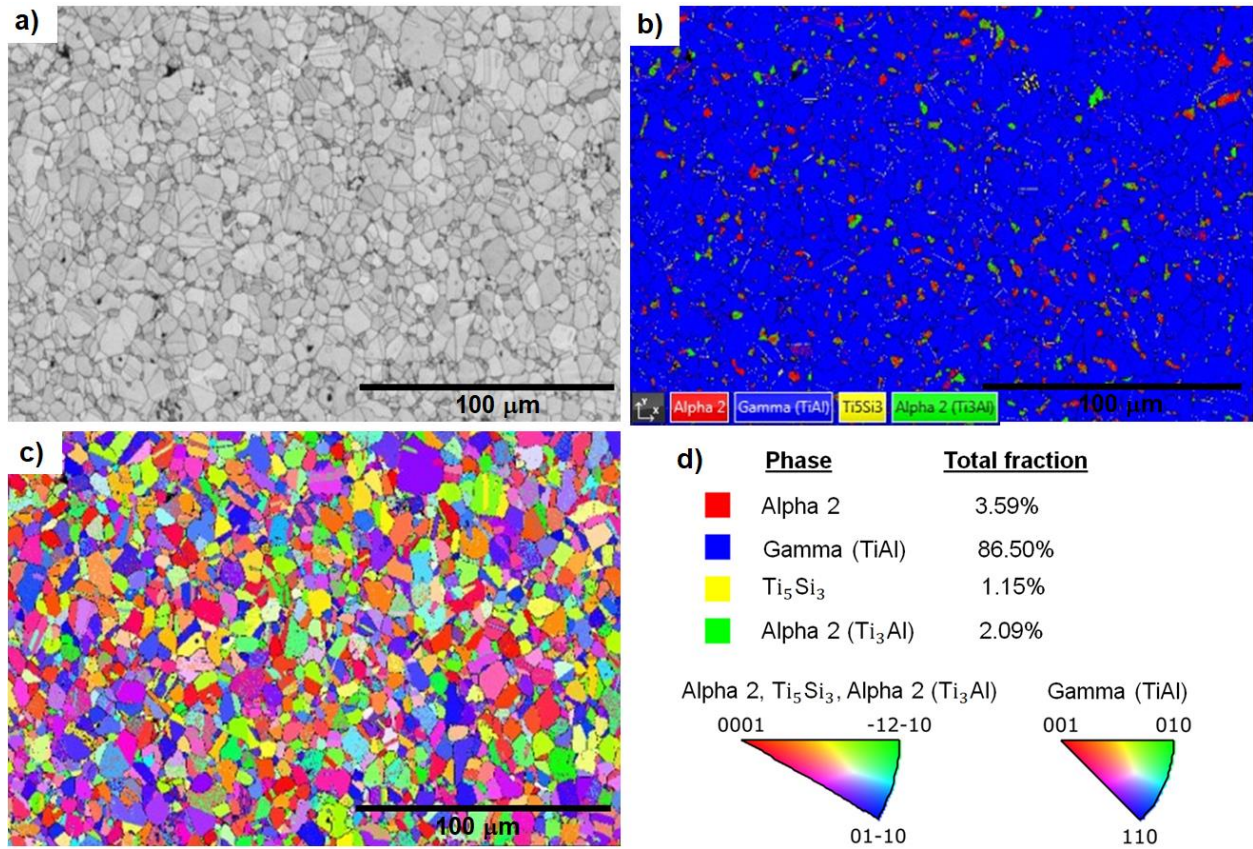 a)
100 μm
b)
Alpha 2 Gamma (TiAl) Ti5Si3 Alpha 2 (Ti3Al)
100 μm
c)
100 μm
d) Phase Total fraction
Alpha 2 3.59%
Gamma (TiAl) 86.50%
Ti₅Si₃ 1.15%
Alpha 2 (Ti₃Al) 2.09%
Alpha 2, Ti₅Si₃, Alpha 2 (Ti₃Al) Gamma (TiAl)
0001 -12-10 001 010
01-10 110